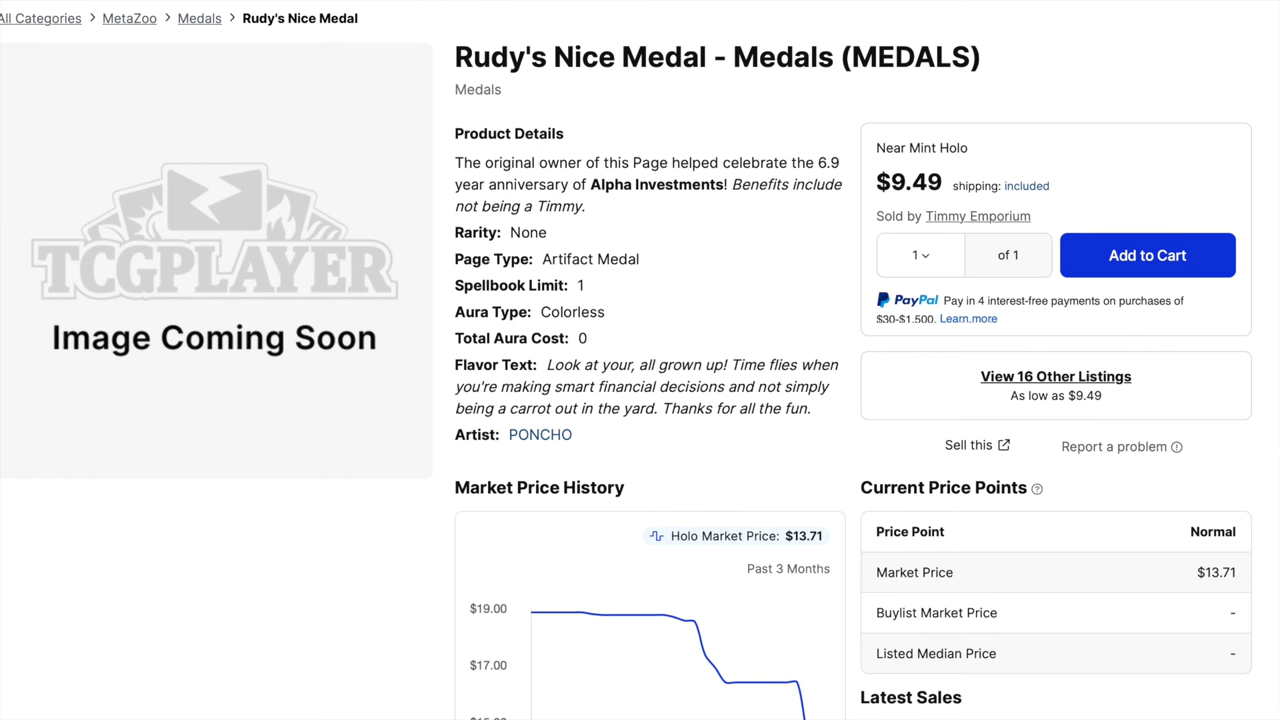 All Categories > MetaZoo > Medals > Rudy's Nice Medal
TCGPLAYER
Image Coming Soon
Rudy's Nice Medal - Medals (MEDALS)
Medals
Product Details
The original owner of this Page helped celebrate the 6.9
year anniversary of Alpha Investments! Benefits include
not being a Timmy.
Rarity: None
Page Type: Artifact Medal
Spellbook Limit: 1
Aura Type: Colorless
Total Aura Cost: 0
Flavor Text: Look at your, all grown up! Time flies when
you're making smart financial decisions and not simply
being a carrot out in the yard. Thanks for all the fun.
Artist: PONCHO
Near Mint Holo
$9.49 shipping: included
Sold by Timmy Emporium
1 of 1 Add to Cart
PayPal Pay in 4 interest-free payments on purchases of
$30-$1,500. Learn more
View 16 Other Listings
As low as $9.49
Sell this Report a problem
Market Price History
Holo Market Price: $13.71
Past 3 Months
$19.00
$17.00
Current Price Points
Price Point Normal
Market Price $13.71
Buylist Market Price -
Listed Median Price -
Latest Sales